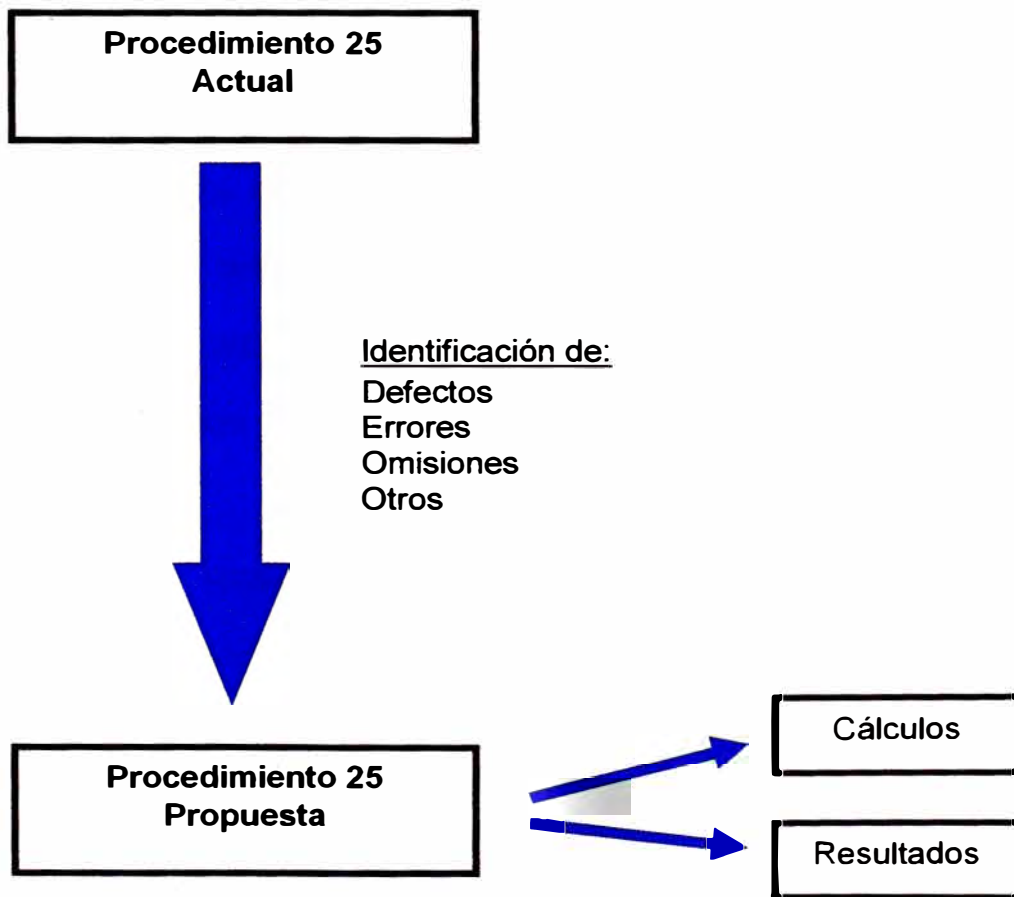 Procedimiento 25
Actual
Identificación de:
Defectos
Errores
Omisiones
Otros
Procedimiento 25
Propuesta
Cálculos
Resultados